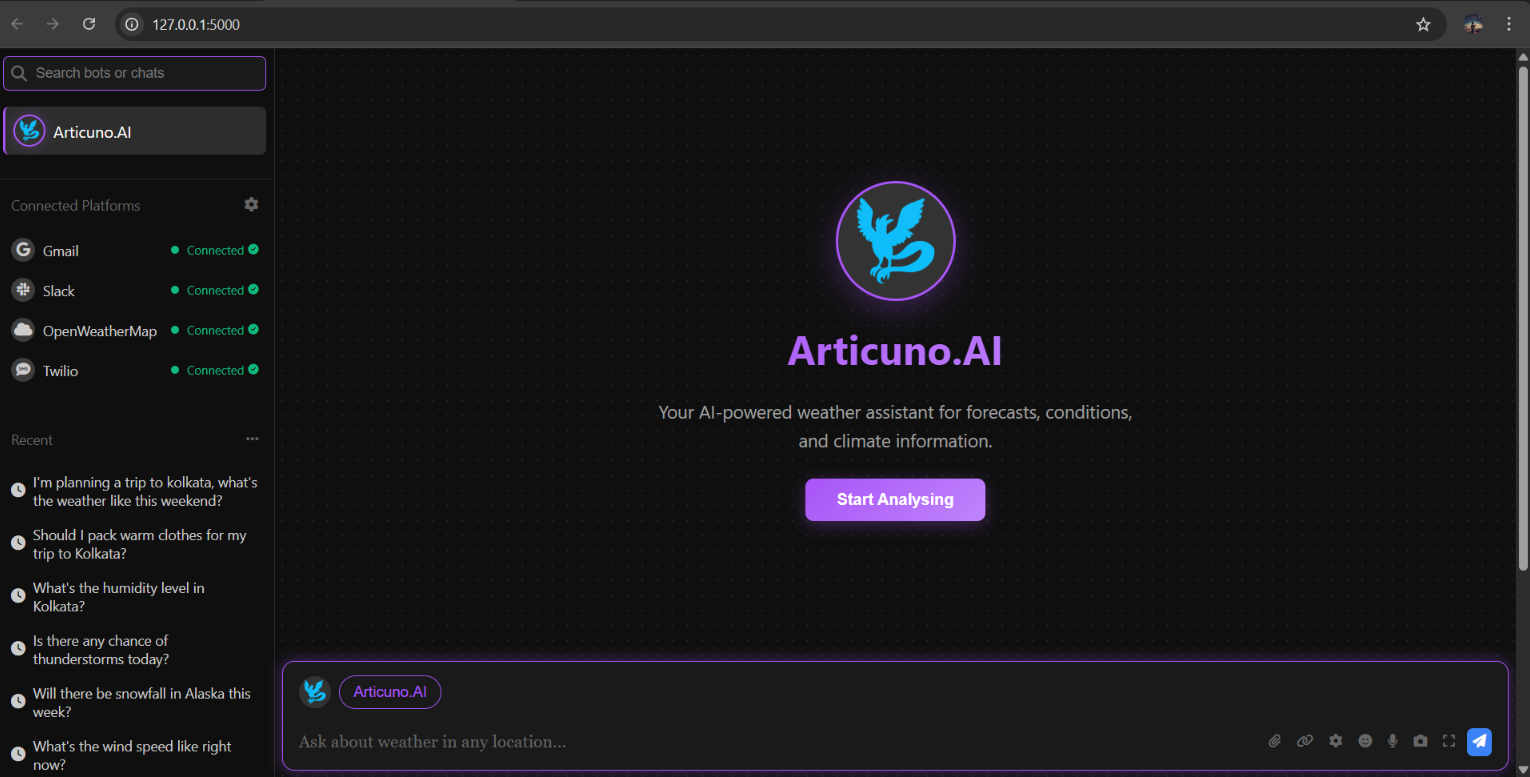 127.0.0.1:5000
Search bots or chats
Articuno.AI
Connected Platforms
Gmail Connected
Slack Connected
OpenWeatherMap Connected
Twilio Connected
Recent
I'm planning a trip to kolkata, what's
the weather like this weekend?
Should I pack warm clothes for my
trip to Kolkata?
What's the humidity level in
Kolkata?
Is there any chance of
thunderstorms today?
Will there be snowfall in Alaska this
week?
What's the wind speed like right
now?
Articuno.AI
Your AI-powered weather assistant for forecasts, conditions,
and climate information.
Start Analysing
Articuno.AI
Ask about weather in any location...